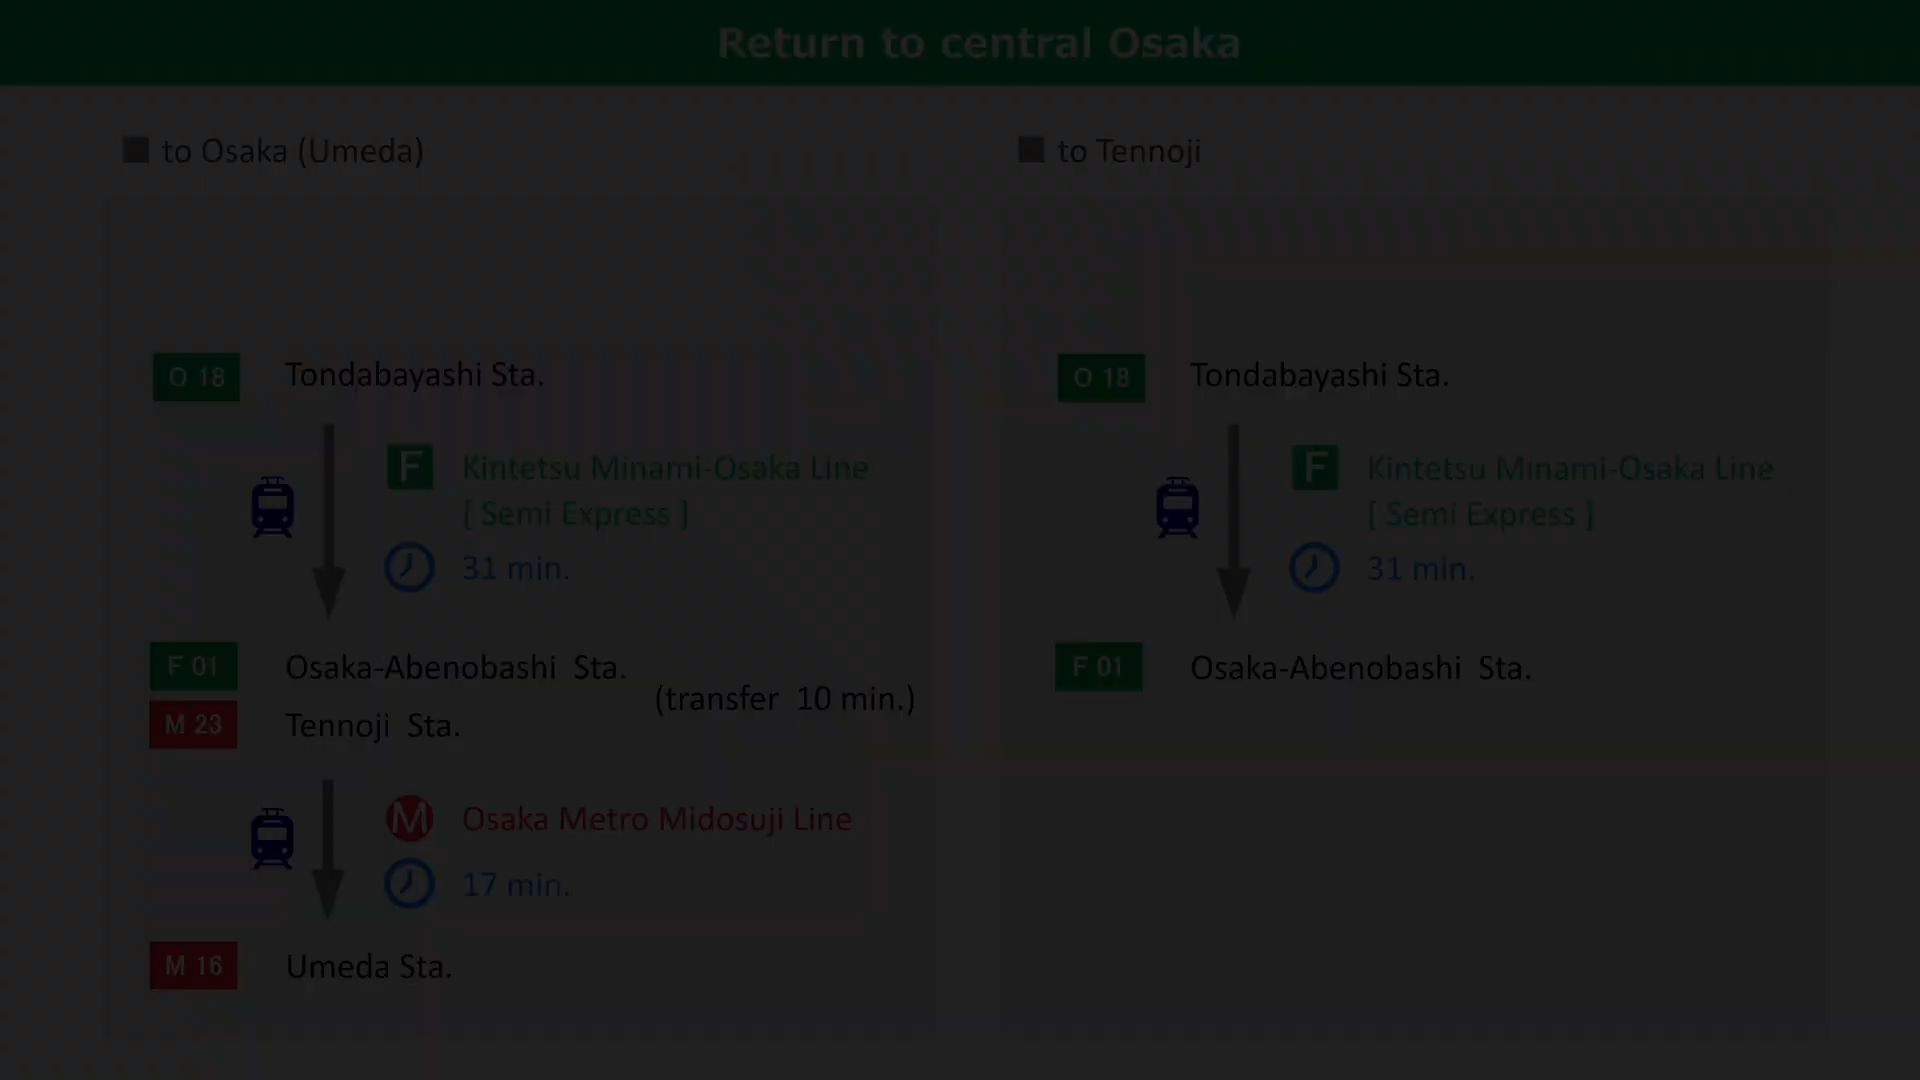 Return to central Osaka
to Osaka (Umeda)
O 18 Tondabayashi Sta.
F Kintetsu Minami-Osaka Line
[ Semi Express ]
31 min.
F 01 Osaka-Abenobashi Sta.
(transfer 10 min.)
M 23 Tennoji Sta.
M Osaka Metro Midosuji Line
17 min.
M 16 Umeda Sta.
to Tennoji
O 18 Tondabayashi Sta.
F Kintetsu Minami-Osaka Line
[ Semi Express ]
31 min.
F 01 Osaka-Abenobashi Sta.